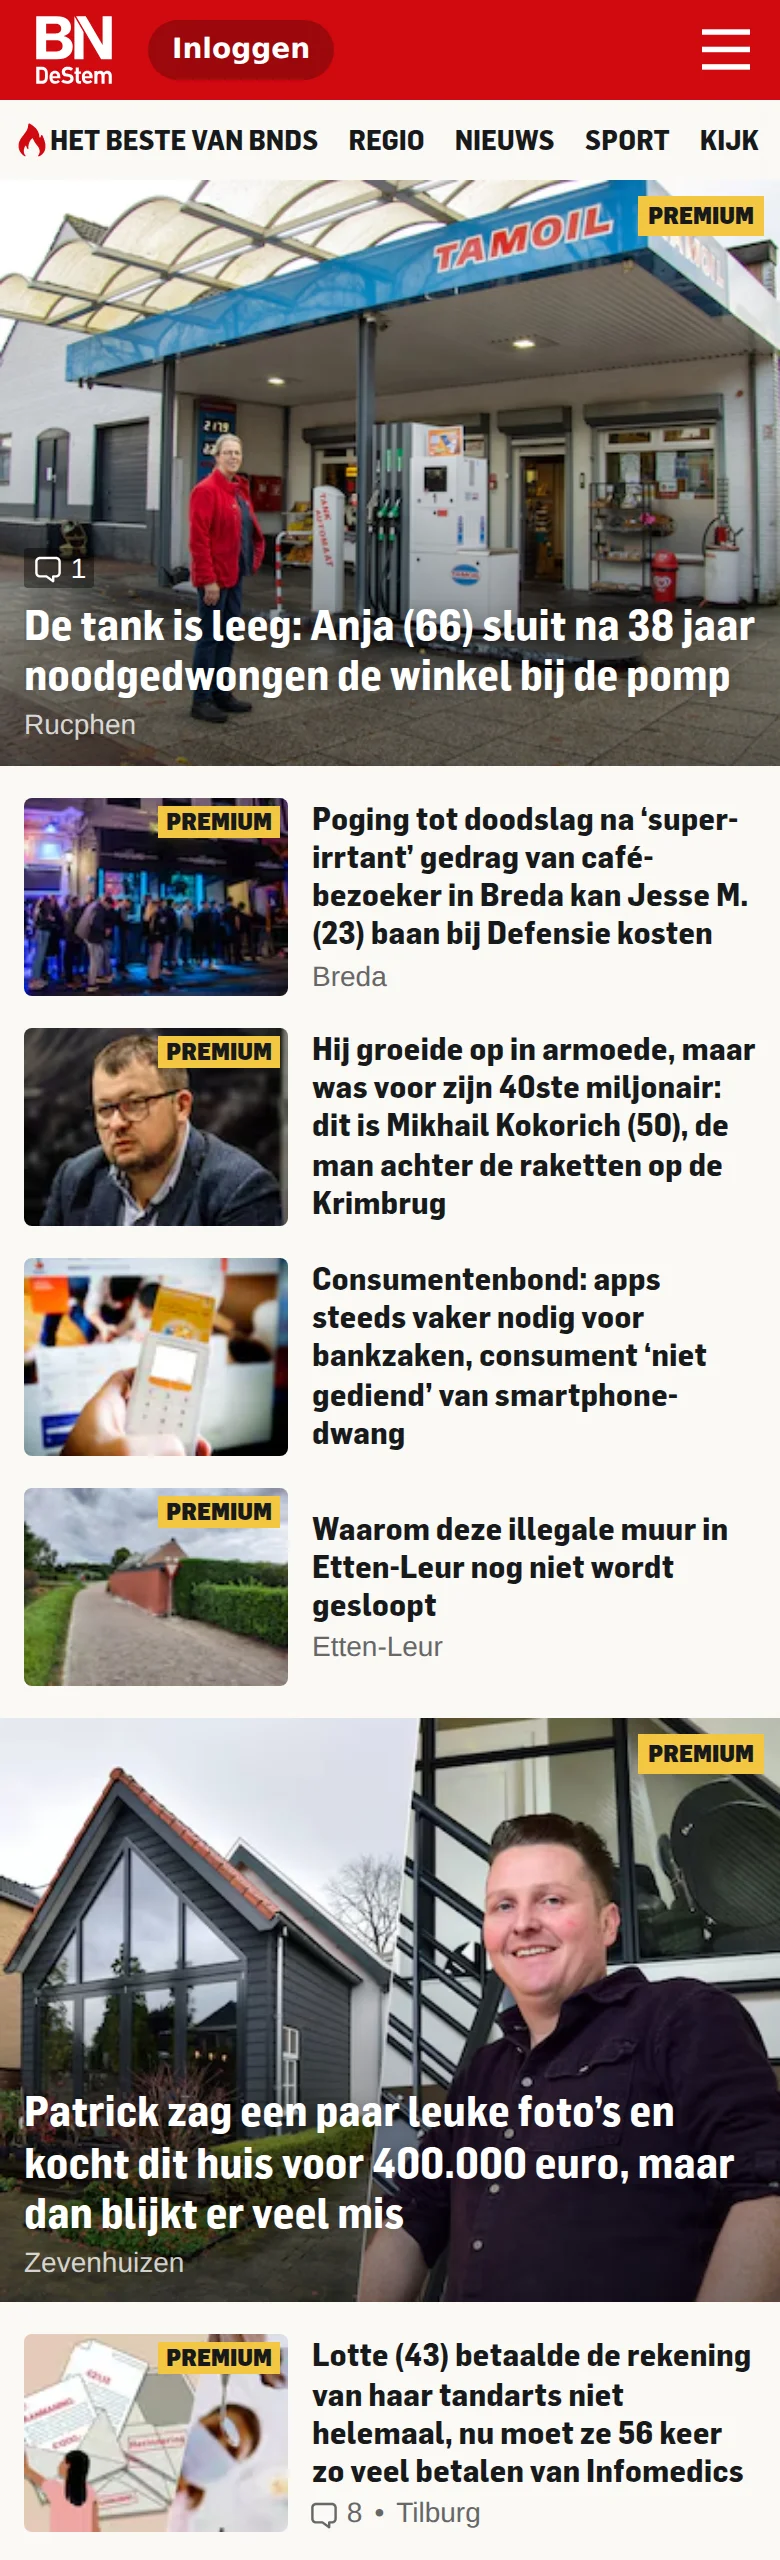 BN
DeStem
Inloggen
HET BESTE VAN BNDS REGIO NIEUWS SPORT KIJK
PREMIUM
TAMOIL
TANK
AUTOMAAT
1
De tank is leeg: Anja (66) sluit na 38 jaar
noodgedwongen de winkel bij de pomp
Rucphen
PREMIUM
Poging tot doodslag na ‘super-
irrtant’ gedrag van café-
bezoeker in Breda kan Jesse M.
(23) baan bij Defensie kosten
Breda
PREMIUM
Hij groeide op in armoede, maar
was voor zijn 40ste miljonair:
dit is Mikhail Kokorich (50), de
man achter de raketten op de
Krimbrug
Consumentenbond: apps
steeds vaker nodig voor
bankzaken, consument ‘niet
gediend’ van smartphone-
dwang
PREMIUM
Waarom deze illegale muur in
Etten-Leur nog niet wordt
gesloopt
Etten-Leur
PREMIUM
Patrick zag een paar leuke foto’s en
kocht dit huis voor 400.000 euro, maar
dan blijkt er veel mis
Zevenhuizen
PREMIUM
Lotte (43) betaalde de rekening
van haar tandarts niet
helemaal, nu moet ze 56 keer
zo veel betalen van Infomedics
8 • Tilburg